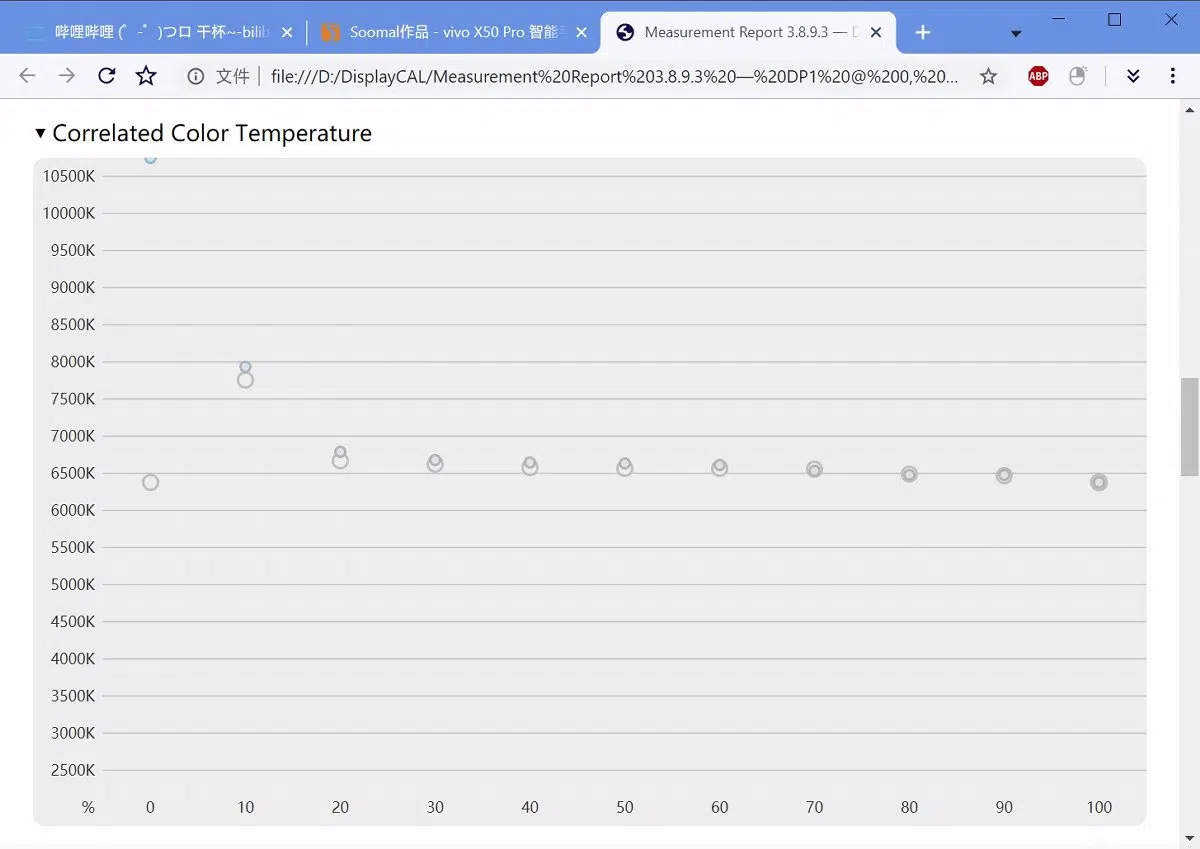 哔哩哔哩 (゜-゜)つロ 干杯~-bilib
Soomal作品 - vivo X50 Pro 智能手
Measurement Report 3.8.9.3 — D
文件 | file:///D:/DisplayCAL/Measurement%20Report%203.8.9.3%20—%20DP1%20@%200,%20...
ABP
Correlated Color Temperature
10500K
10000K
9500K
9000K
8500K
8000K
7500K
7000K
6500K
6000K
5500K
5000K
4500K
4000K
3500K
3000K
2500K
% 0 10 20 30 40 50 60 70 80 90 100